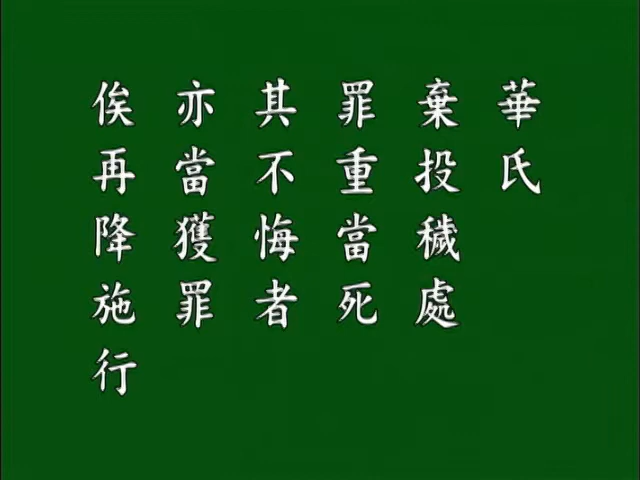 華氏
棄投穢處
罪重當死
其不悔者
亦當獲罪
俟再降施行